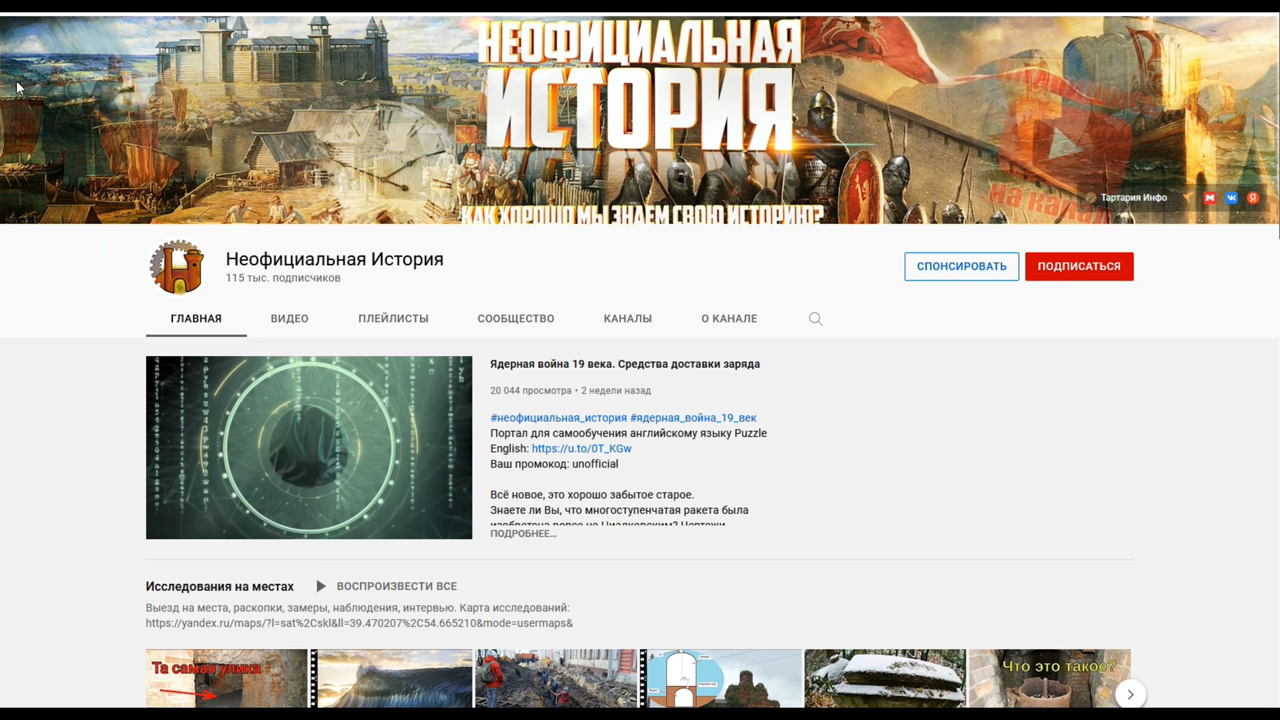 НЕОФИЦИАЛЬНАЯ
ИСТОРИЯ
КАК ХОРОШО МЫ ЗНАЕМ СВОЮ ИСТОРИЮ?
на канал
Тартария Инфо
Неофициальная История
115 тыс. подписчиков
СПОНСИРОВАТЬ
ПОДПИСАТЬСЯ
ГЛАВНАЯ
ВИДЕО
ПЛЕЙЛИСТЫ
СООБЩЕСТВО
КАНАЛЫ
О КАНАЛЕ
Ядерная война 19 века. Средства доставки заряда
20 044 просмотра • 2 недели назад
#неофициальная_история #ядерная_война_19_век
Портал для самообучения английскому языку Puzzle
English: https://u.to/0T_KGw
Ваш промокод: unofficial
Всё новое, это хорошо забытое старое.
Знаете ли Вы, что многоступенчатая ракета была
ПОДРОБНЕЕ...
Исследования на местах
ВОСПРОИЗВЕСТИ ВСЕ
Выезд на места, раскопки, замеры, наблюдения, интервью. Карта исследований:
https://yandex.ru/maps/?l=sat%2Cskl&ll=39.470207%2C54.665210&mode=usermaps&
Та самая улика
Что это такое?